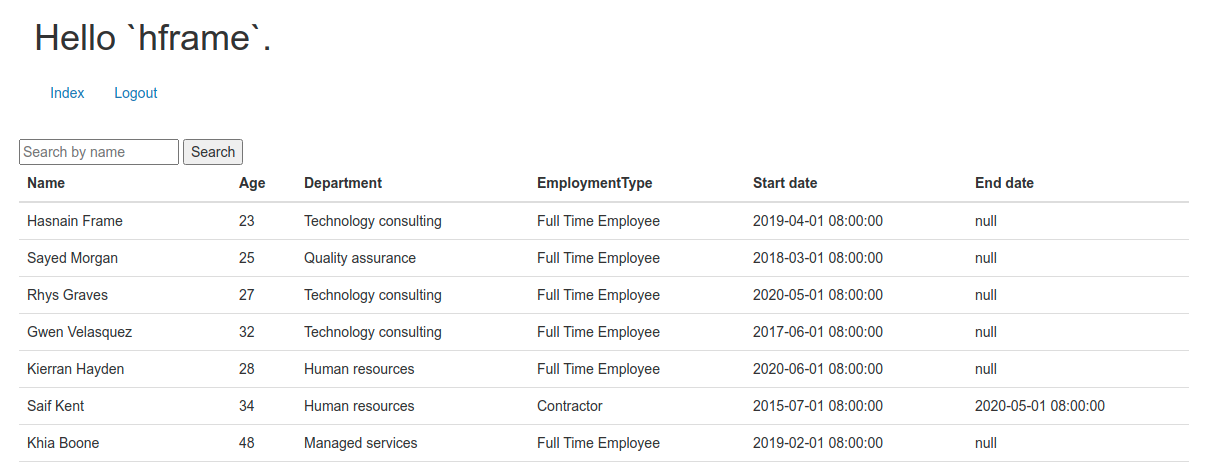 Hello `hframe`.
Index Logout
Search by name Search
Name Age Department EmploymentType Start date End date
Hasnain Frame 23 Technology consulting Full Time Employee 2019-04-01 08:00:00 null
Sayed Morgan 25 Quality assurance Full Time Employee 2018-03-01 08:00:00 null
Rhys Graves 27 Technology consulting Full Time Employee 2020-05-01 08:00:00 null
Gwen Velasquez 32 Technology consulting Full Time Employee 2017-06-01 08:00:00 null
Kierran Hayden 28 Human resources Full Time Employee 2020-06-01 08:00:00 null
Saif Kent 34 Human resources Contractor 2015-07-01 08:00:00 2020-05-01 08:00:00
Khia Boone 48 Managed services Full Time Employee 2019-02-01 08:00:00 null